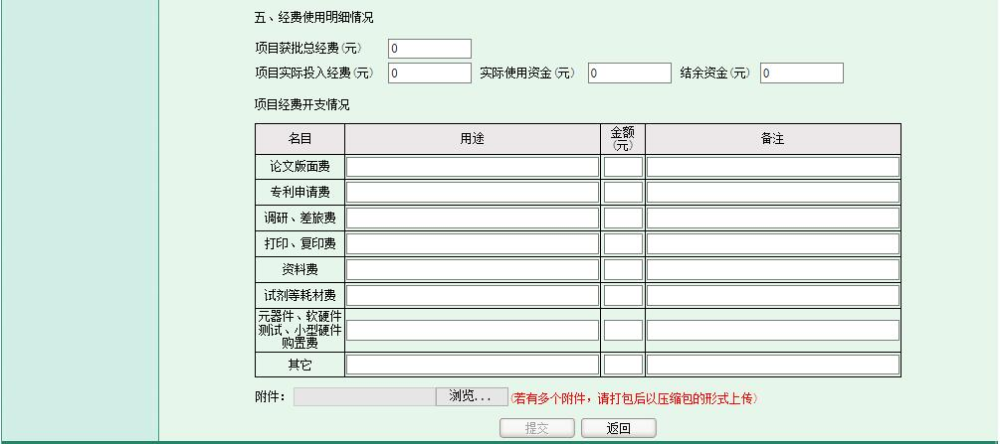 五、经费使用明细情况
项目获批总经费(元) 0
项目实际投入经费(元) 0 实际使用资金(元) 0 结余资金(元) 0
项目经费开支情况
名目 用途 金额(元) 备注
论文版面费
专利申请费
调研、差旅费
打印、复印费
资料费
试剂等耗材费
元器件、软硬件
测试、小型硬件
购置费
其它
附件: 浏览... (若有多个附件，请打包后以压缩包的形式上传)
提交 返回